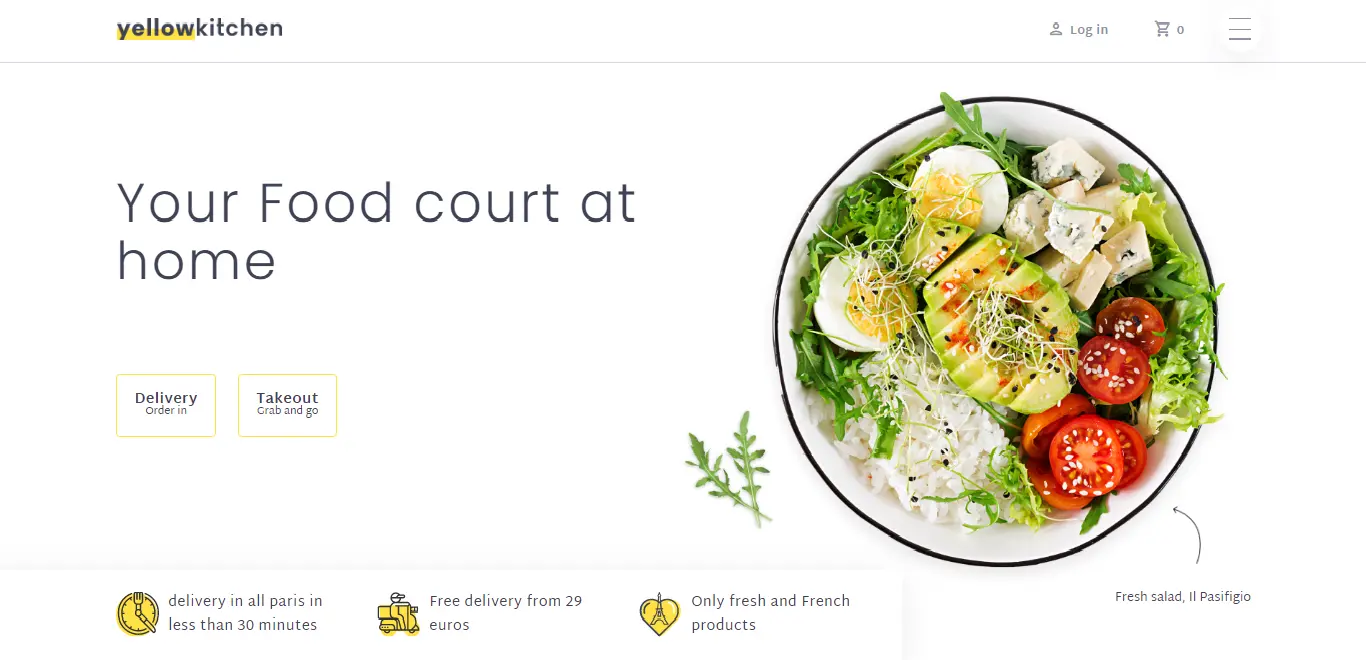 yellowkitchen
Log in
0
Your Food court at
home
Delivery
Order in
Takeout
Grab and go
delivery in all paris in
less than 30 minutes
Free delivery from 29
euros
Only fresh and French
products
Fresh salad, Il Pasifigio